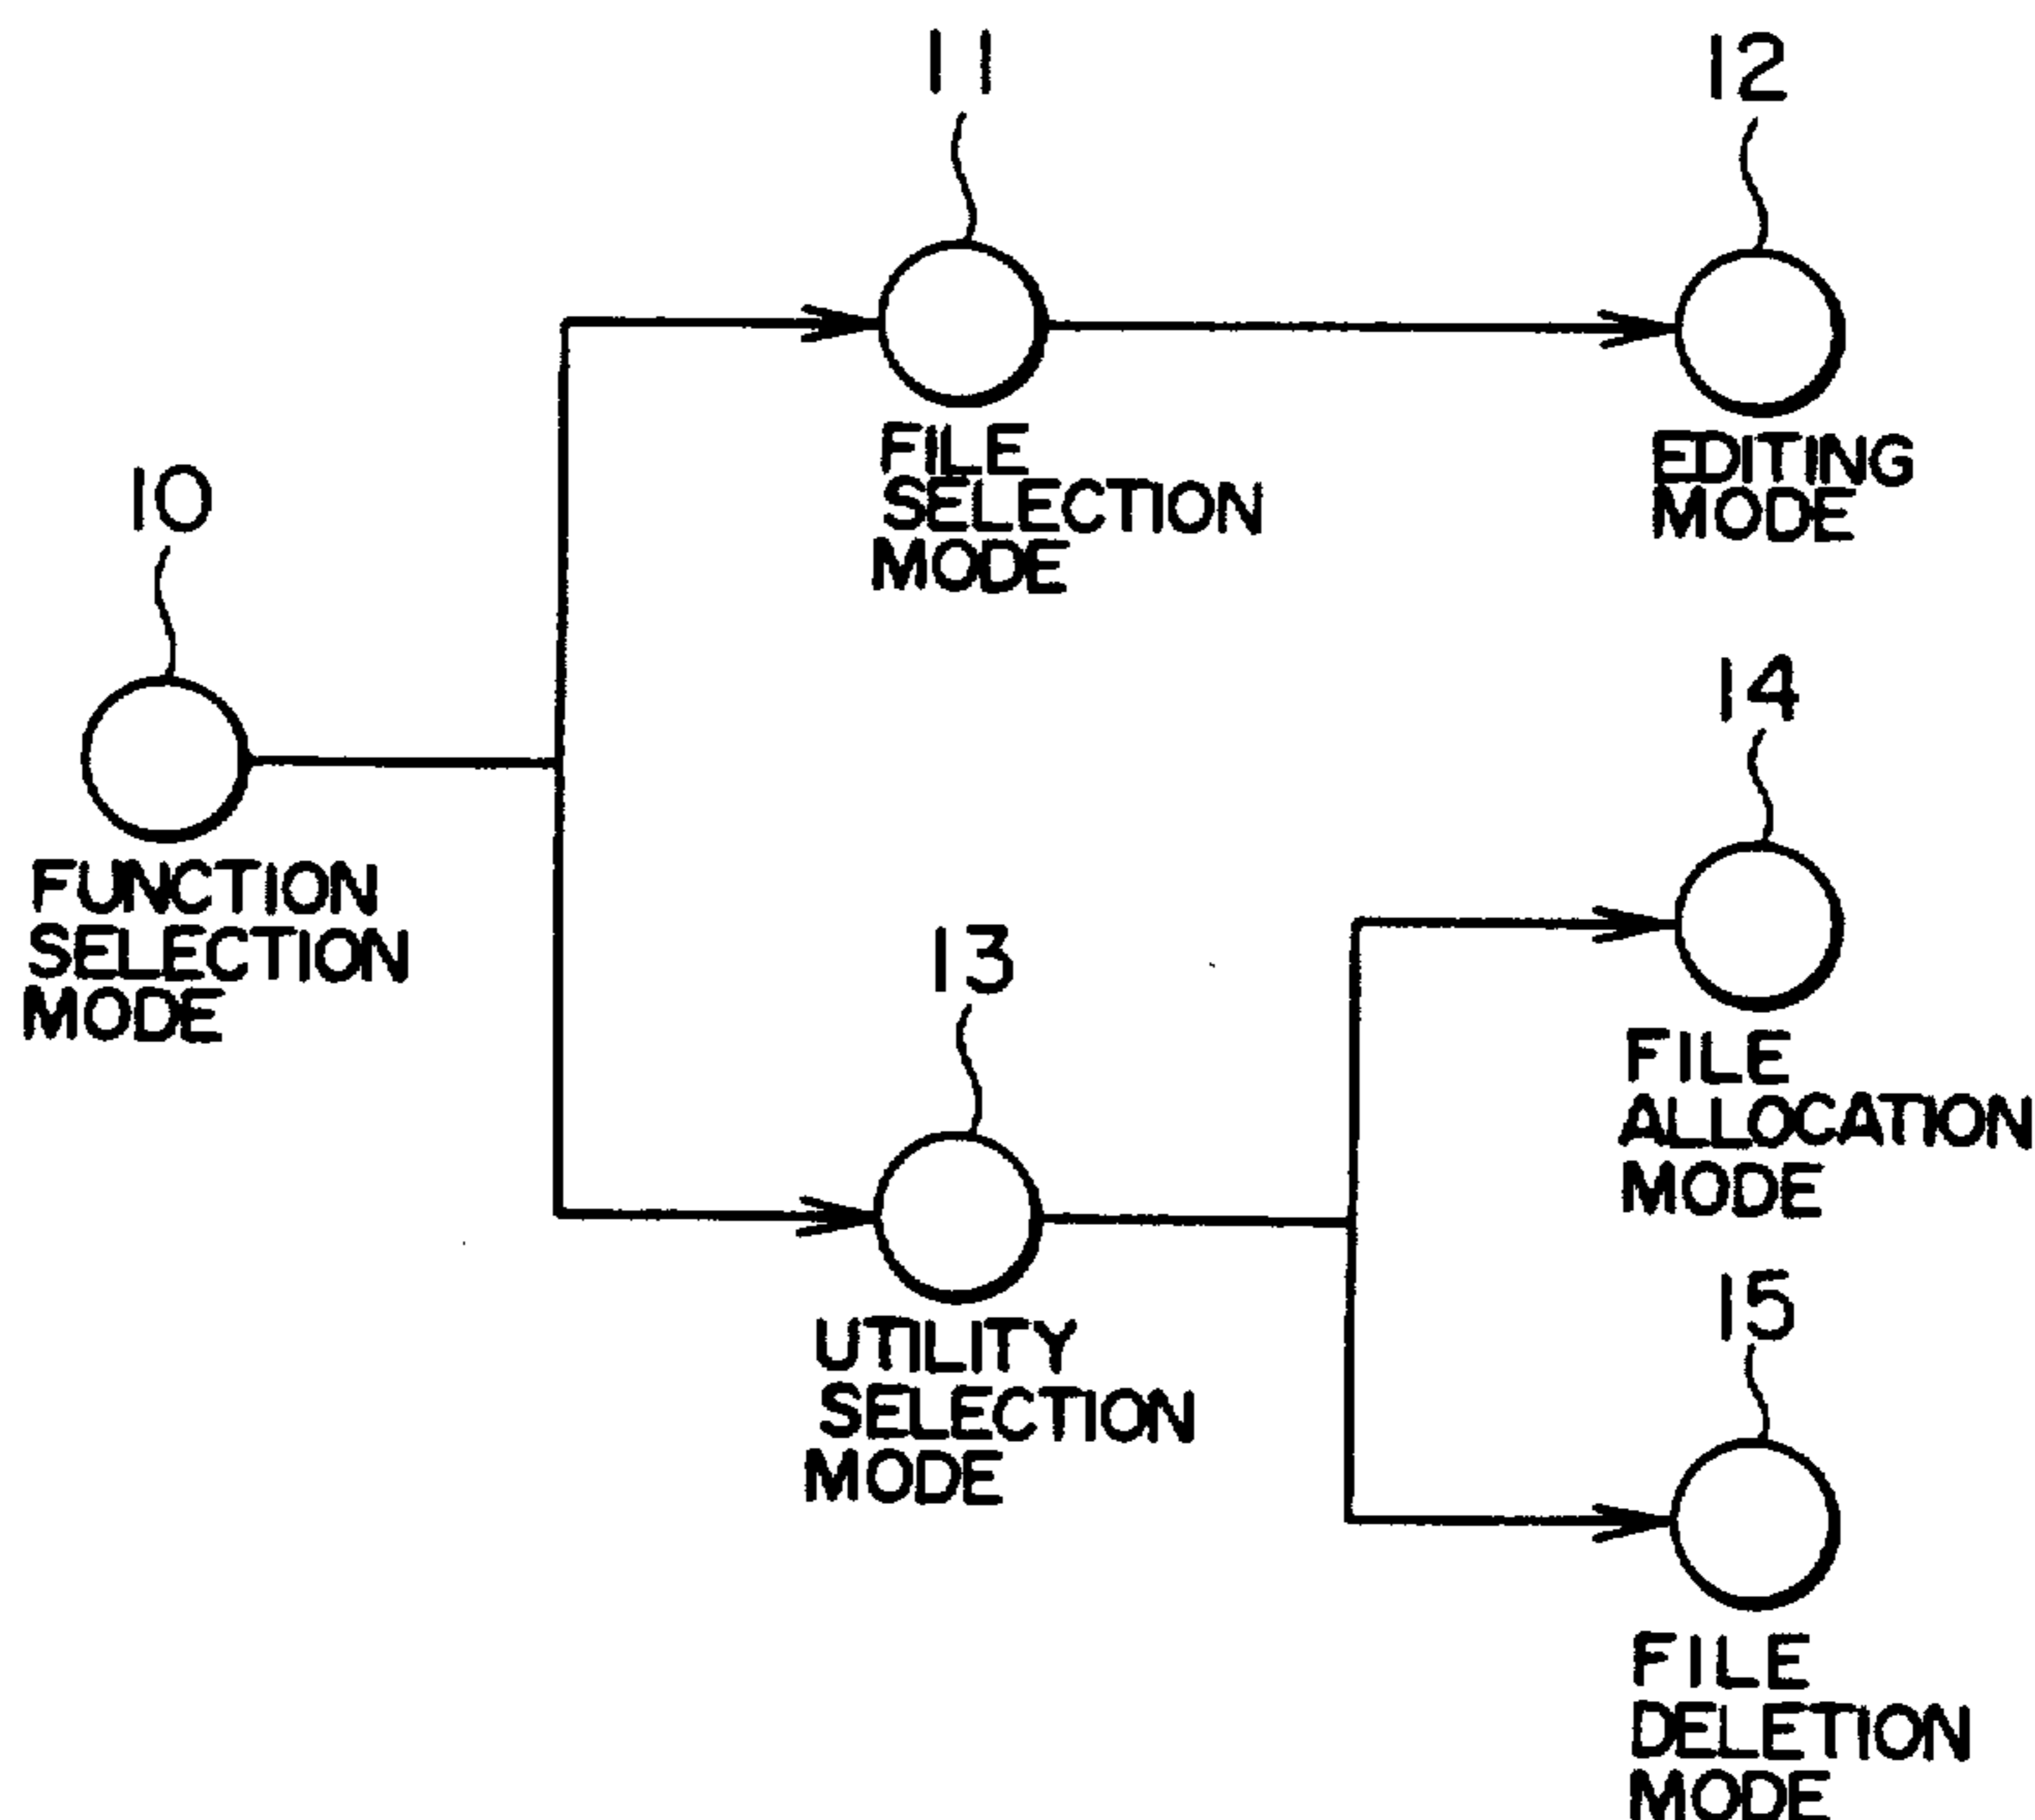 11
12
FILE
SELECTION
MODE
EDITING
MODE
10
FUNCTION
SELECTION
MODE
14
FILE
ALLOCATION
MODE
13
UTILITY
SELECTION
MODE
15
FILE
DELETION
MODE